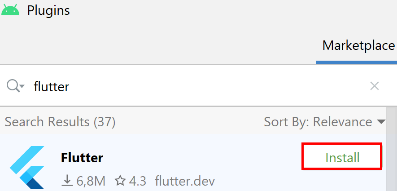 Plugins
Marketplace
flutter
Search Results (37) Sort By: Relevance
Flutter Install
6,8M 4.3 flutter.dev